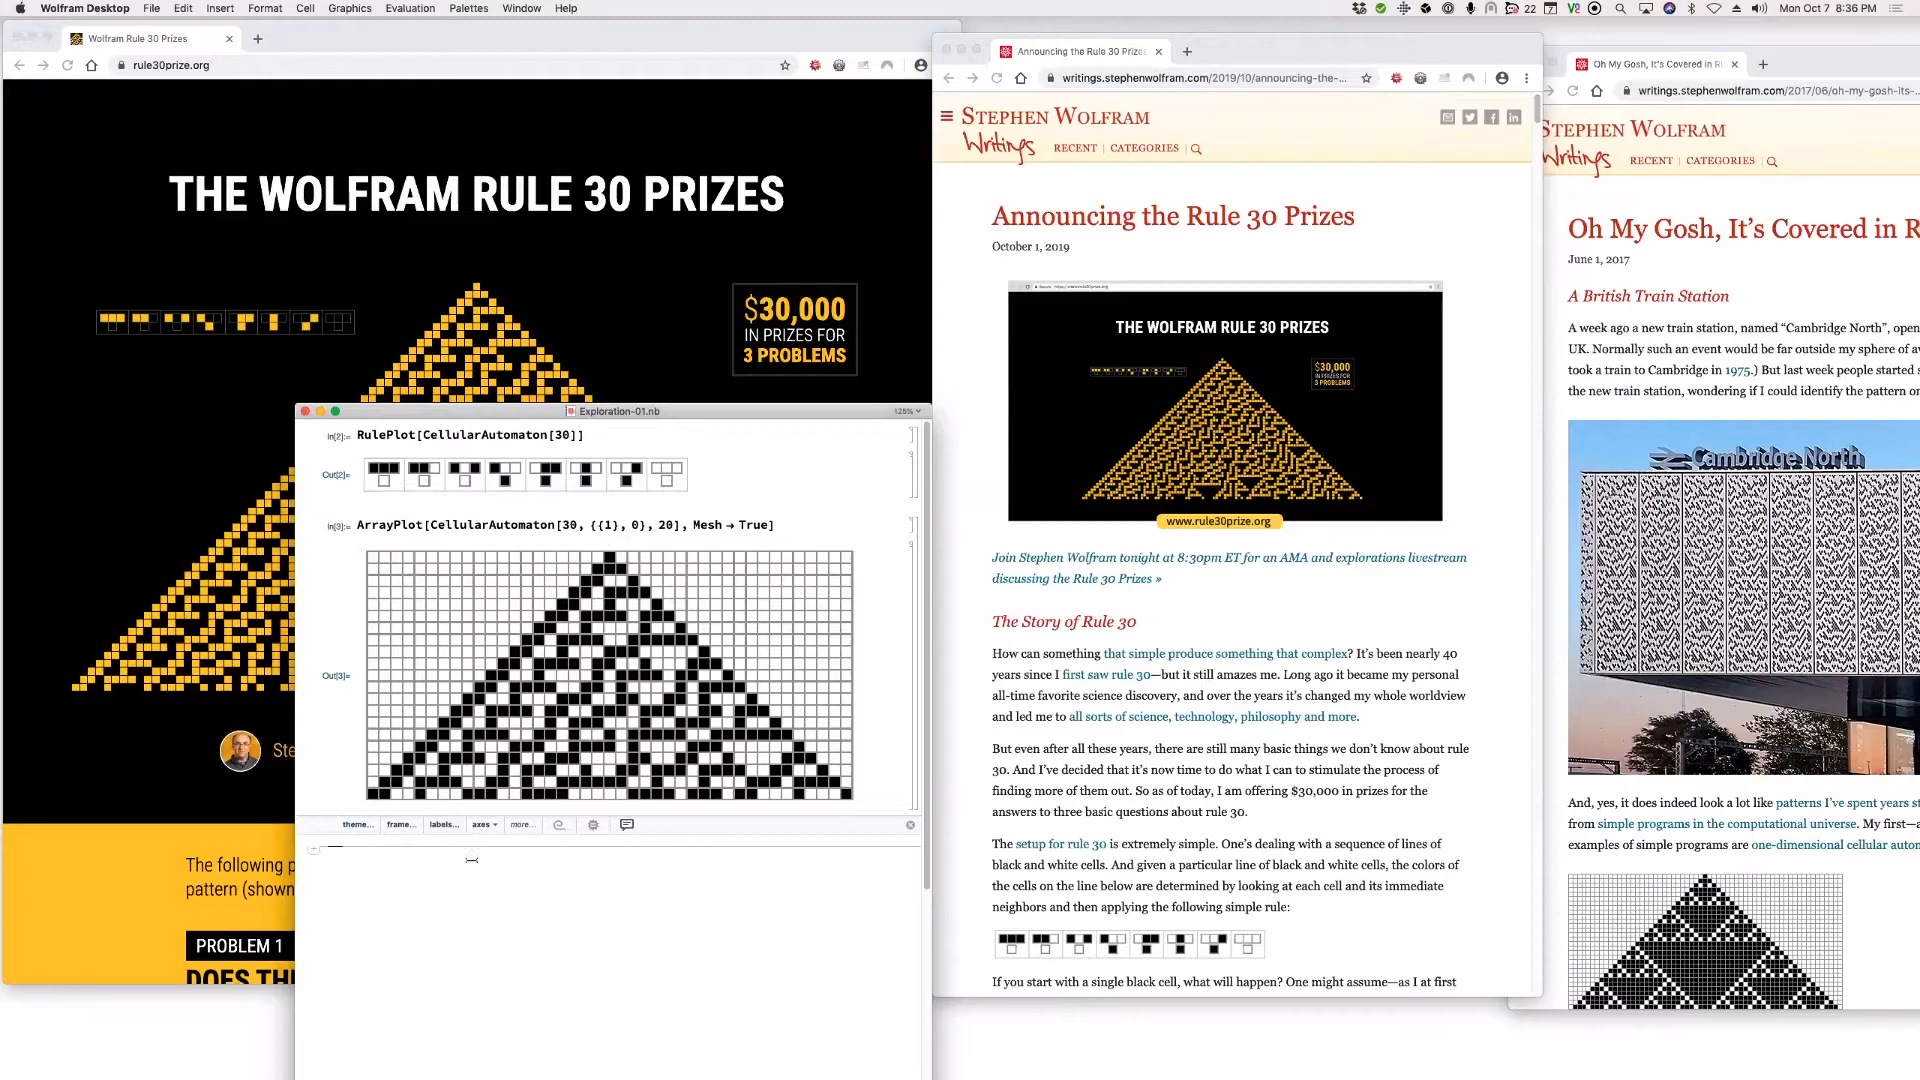 Wolfram Desktop File Edit Insert Format Cell Graphics Evaluation Palettes Window Help
22 7 Mon Oct 7 8:36 PM
Wolfram Rule 30 Prizes
rule30prize.org
THE WOLFRAM RULE 30 PRIZES
$30,000
IN PRIZES FOR
3 PROBLEMS
Ste
The following p
pattern (shown
PROBLEM 1
DOES TH
Exploration-01.nb
125%
In[2]:= RulePlot[CellularAutomaton[30]]
Out[2]=
In[3]:= ArrayPlot[CellularAutomaton[30, {{1}, 0}, 20], Mesh → True]
Out[3]=
theme... frame... labels... axes more...
Announcing the Rule 30 Prizes
writings.stephenwolfram.com/2019/10/announcing-the-...
STEPHEN WOLFRAM
Writings
RECENT | CATEGORIES |
Announcing the Rule 30 Prizes
October 1, 2019
THE WOLFRAM RULE 30 PRIZES
$30,000
IN PRIZES FOR
3 PROBLEMS
www.rule30prize.org
Join Stephen Wolfram tonight at 8:30pm ET for an AMA and explorations livestream
discussing the Rule 30 Prizes »
The Story of Rule 30
How can something that simple produce something that complex? It’s been nearly 40
years since I first saw rule 30—but it still amazes me. Long ago it became my personal
all-time favorite science discovery, and over the years it’s changed my whole worldview
and led me to all sorts of science, technology, philosophy and more.
But even after all these years, there are still many basic things we don’t know about rule
30. And I’ve decided that it’s now time to do what I can to stimulate the process of
finding more of them out. So as of today, I am offering $30,000 in prizes for the
answers to three basic questions about rule 30.
The setup for rule 30 is extremely simple. One’s dealing with a sequence of lines of
black and white cells. And given a particular line of black and white cells, the colors of
the cells on the line below are determined by looking at each cell and its immediate
neighbors and then applying the following simple rule:
If you start with a single black cell, what will happen? One might assume—as I at first
Oh My Gosh, It’s Covered in R
writings.stephenwolfram.com/2017/06/oh-my-gosh-its-...
STEPHEN WOLFRAM
Writings
RECENT | CATEGORIES |
Oh My Gosh, It’s Covered in R
June 1, 2017
A British Train Station
A week ago a new train station, named “Cambridge North”, open
UK. Normally such an event would be far outside my sphere of aw
took a train to Cambridge in 1975.) But last week people started s
the new train station, wondering if I could identify the pattern on
Cambridge North
And, yes, it does indeed look a lot like patterns I’ve spent years st
from simple programs in the computational universe. My first—a
examples of simple programs are one-dimensional cellular auton